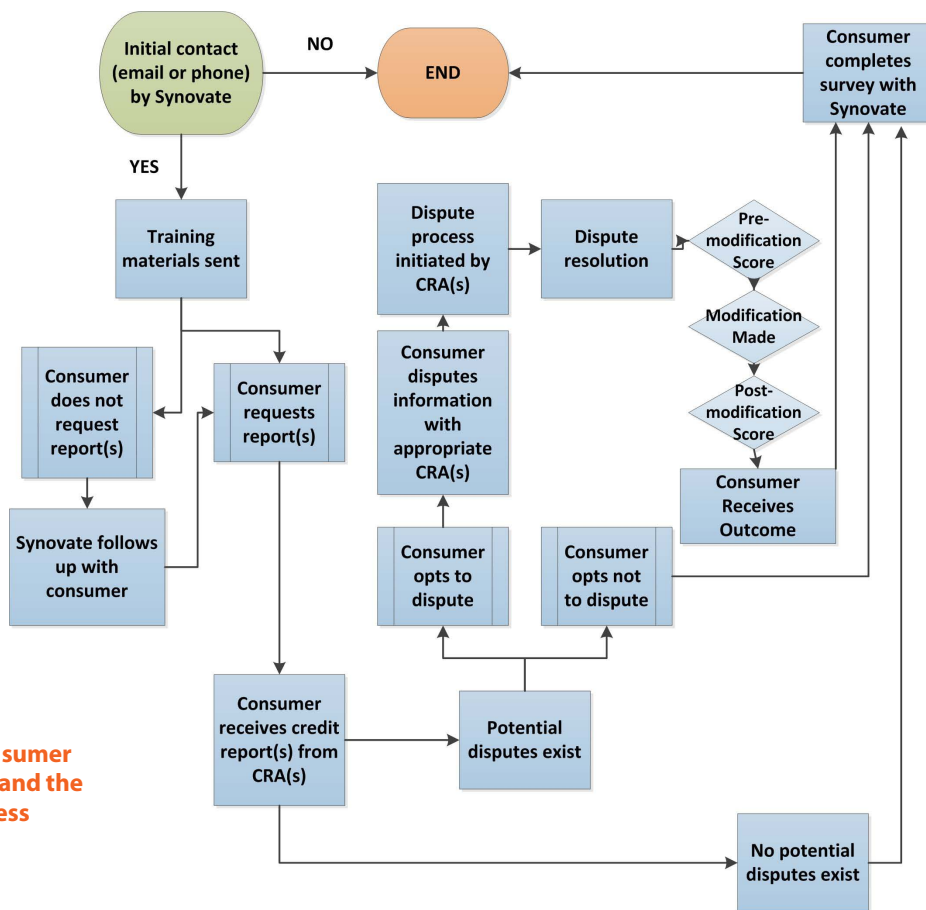 Initial contact
(email or phone)
by Synovate
NO
END
Consumer
completes
survey with
Synovate
YES
Training
materials sent
Dispute
process
initiated by
CRA(s)
Dispute
resolution
Pre-
modification
Score
Modification
Made
Post-
modification
Score
Consumer
does not
request
report(s)
Consumer
requests
report(s)
Consumer
disputes
information
with
appropriate
CRA(s)
Consumer
Receives
Outcome
Synovate follows
up with
consumer
Consumer
opts to
dispute
Consumer
opts not
to dispute
Consumer
receives credit
report(s) from
CRA(s)
Potential
disputes exist
sumer
and the
ess
No potential
disputes exist